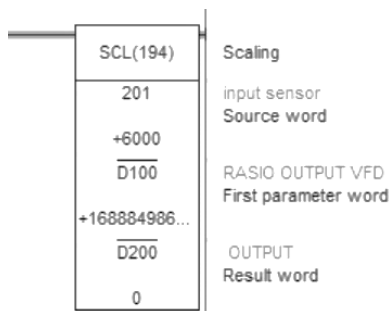 SCL(194)
Scaling
201
input sensor
Source word
+6000
D100
RASIO OUTPUT VFD
First parameter word
+168884986...
D200
OUTPUT
Result word
0